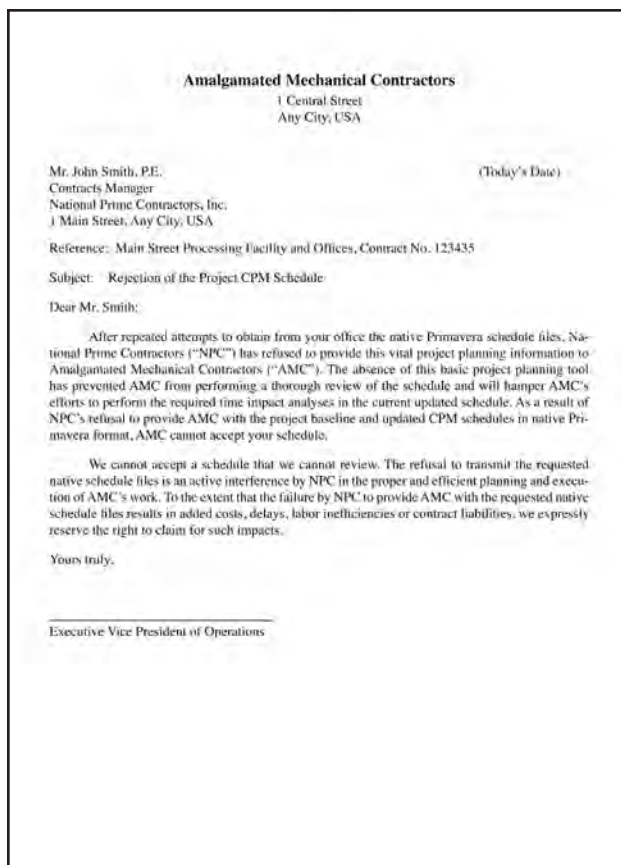 Amalgamated Mechanical Contractors
1 Central Street
Any City, USA
Mr. John Smith, P.E. (Today's Date)
Contracts Manager
National Prime Contractors, Inc.
1 Main Street, Any City, USA
Reference: Main Street Processing Facility and Offices, Contract No. 123435
Subject: Rejection of the Project CPM Schedule
Dear Mr. Smith:
After repeated attempts to obtain from your office the native Primavera schedule files, Na-
tional Prime Contractors ("NPC") has refused to provide this vital project planning information to
Amalgamated Mechanical Contractors ("AMC"). The absence of this basic project planning tool
has prevented AMC from performing a thorough review of the schedule and will hamper AMC's
efforts to perform the required time impact analyses in the current updated schedule. As a result of
NPC's refusal to provide AMC with the project baseline and updated CPM schedules in native Pri-
mavera format, AMC cannot accept your schedule.
We cannot accept a schedule that we cannot review. The refusal to transmit the requested
native schedule files is an active interference by NPC in the proper and efficient planning and execu-
tion of AMC's work. To the extent that the failure by NPC to provide AMC with the requested native
schedule files results in added costs, delays, labor inefficiencies or contract liabilities, we expressly
reserve the right to claim for such impacts.
Yours truly,
Executive Vice President of Operations